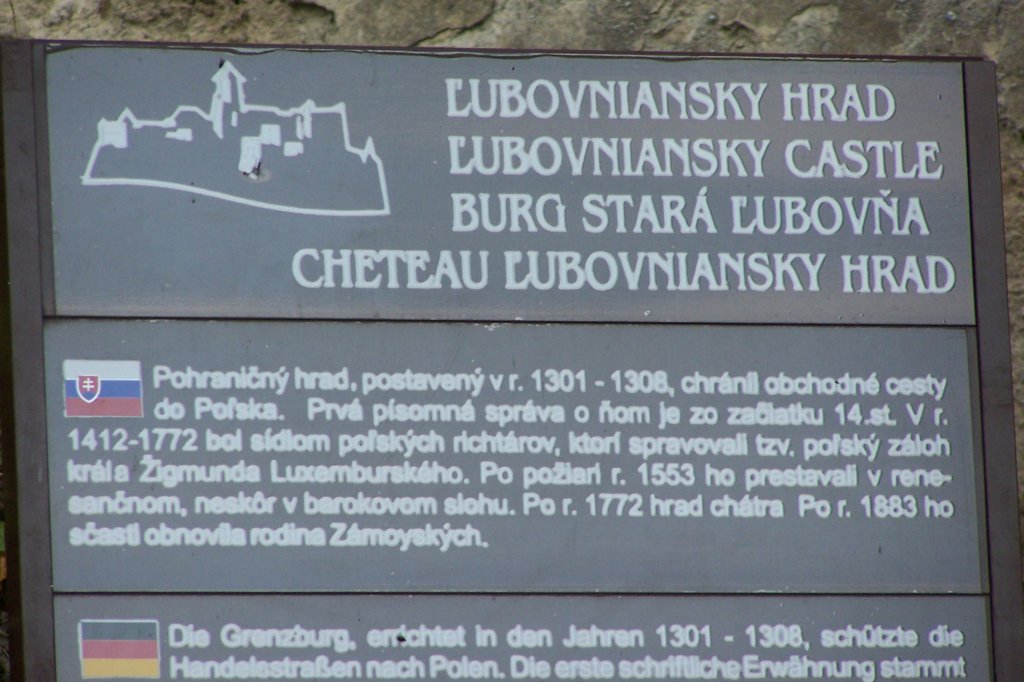 ĽUBOVNIANSKY HRAD
ĽUBOVNIANSKY CASTLE
BURG STARÁ ĽUBOVŇA
CHETEAU ĽUBOVNIANSKY HRAD
Pohraničný hrad, postavený v r. 1301 - 1308, chránil obchodné cesty
do Poľska. Prvá písomná správa o ňom je zo začiatku 14.st. V r.
1412-1772 bol sídlom poľských richtárov, ktorí spravovali tzv. poľský záloh
kráľa Žigmunda Luxemburského. Po požiari r. 1553 ho prestavali v rene-
sančnom, neskôr v barokovom slohu. Po r. 1772 hrad chátra Po r. 1883 ho
sčasti obnovila rodina Zámoyských.
Die Grenzburg, errichtet in den Jahren 1301 - 1308, schützte die
Handelsstraßen nach Polen. Die erste schriftliche Erwähnung stammt